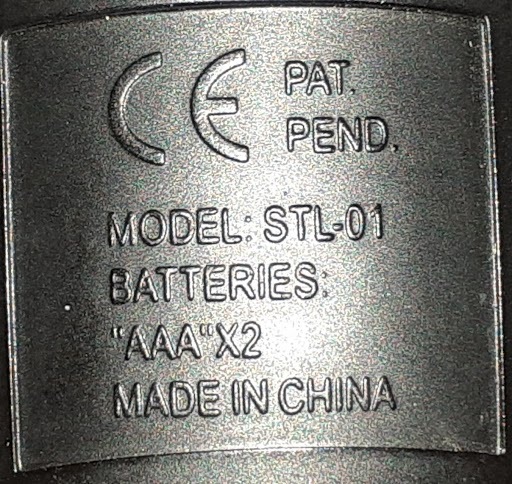 CE PAT.
PEND.
MODEL: STL-01
BATTERIES:
"AAA"X2
MADE IN CHINA